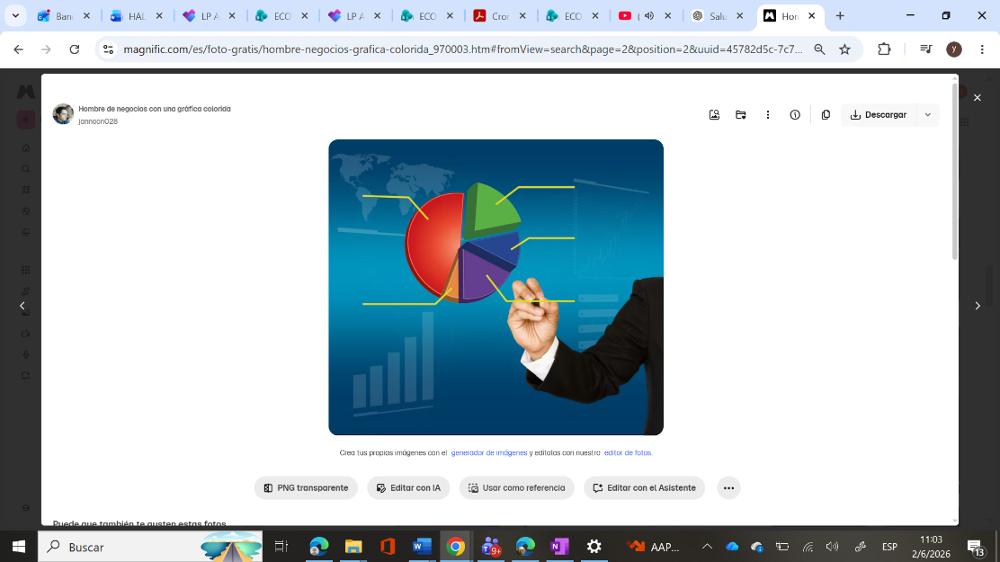 Ban
HAL
LP A
ECO
LP A
ECO
Cron
ECO
(
Salu
Hon
magnific.com/es/foto-gratis/hombre-negocios-grafica-colorida_970003.htm#fromView=search&page=2&position=2&uuid=45782d5c-7c7...
y
Hombre de negocios con una gráfica colorida
jannoon028
Descargar
Crea tus propias imágenes con el generador de imágenes y edítalas con nuestro editor de fotos.
PNG transparente
Editar con IA
Usar como referencia
Editar con el Asistente
Puede que también te gusten estas fotos
Buscar
9+
AAP...
ESP
11:03
2/6/2026
13